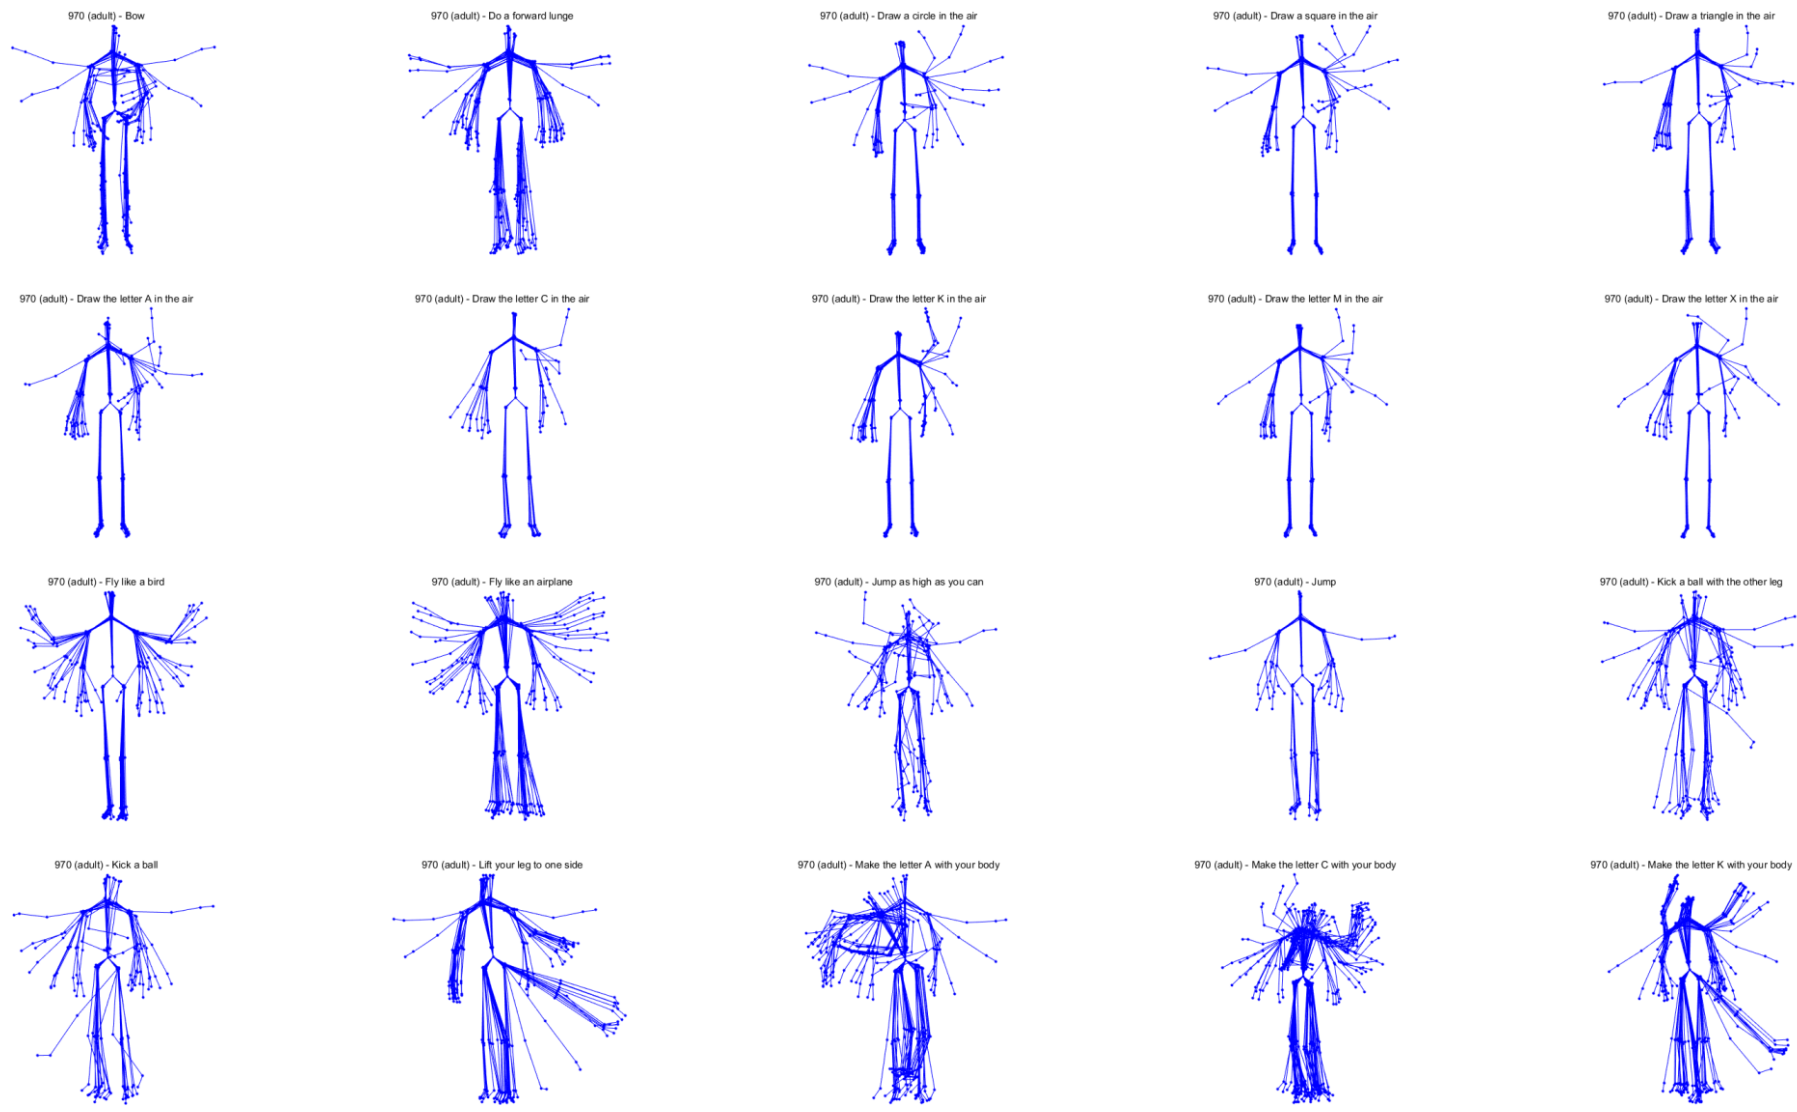 970 (adult) - Bow
970 (adult) - Do a forward lunge
970 (adult) - Draw a circle in the air
970 (adult) - Draw a square in the air
970 (adult) - Draw a triangle in the air
970 (adult) - Draw the letter A in the air
970 (adult) - Draw the letter C in the air
970 (adult) - Draw the letter K in the air
970 (adult) - Draw the letter M in the air
970 (adult) - Draw the letter X in the air
970 (adult) - Fly like a bird
970 (adult) - Fly like an airplane
970 (adult) - Jump as high as you can
970 (adult) - Jump
970 (adult) - Kick a ball with the other leg
970 (adult) - Kick a ball
970 (adult) - Lift your leg to one side
970 (adult) - Make the letter A with your body
970 (adult) - Make the letter C with your body
970 (adult) - Make the letter K with your body